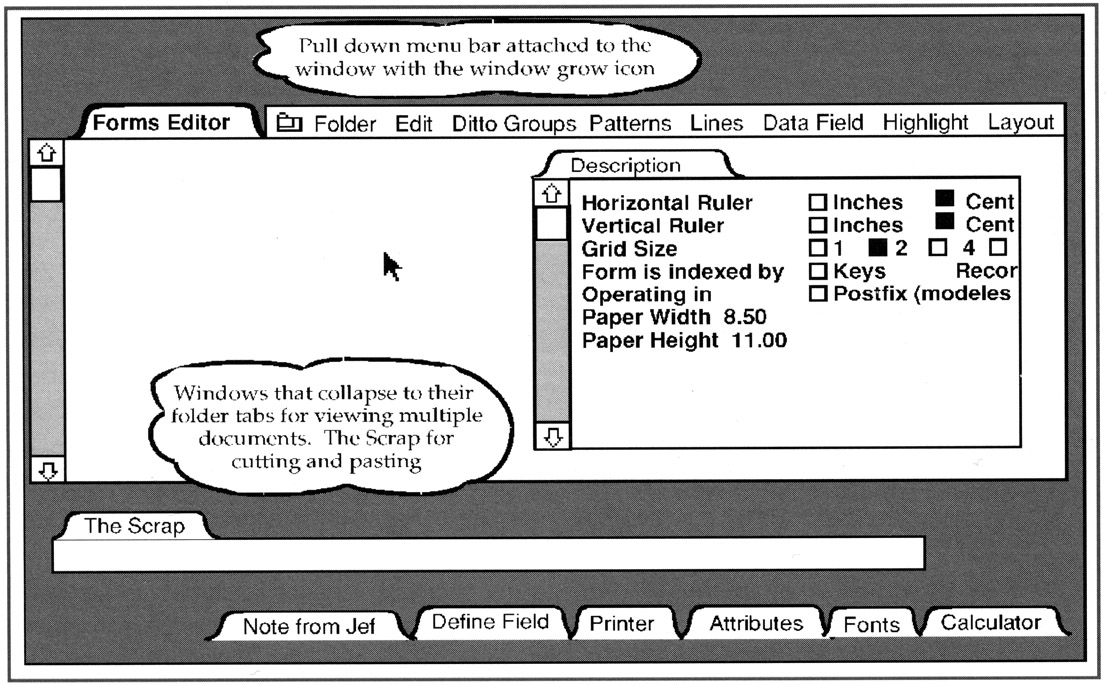 Pull down menu bar attached to the
window with the window grow icon
Forms Editor Folder Edit Ditto Groups Patterns Lines Data Field Highlight Layout
Description
Horizontal Ruler Inches Cent
Vertical Ruler Inches Cent
Grid Size 1 2 4
Form is indexed by Keys Recor
Operating in Postfix (modeles
Paper Width 8.50
Paper Height 11.00
Windows that collapse to their
folder tabs for viewing multiple
documents. The Scrap for
cutting and pasting
The Scrap
Note from Jef Define Field Printer Attributes Fonts Calculator